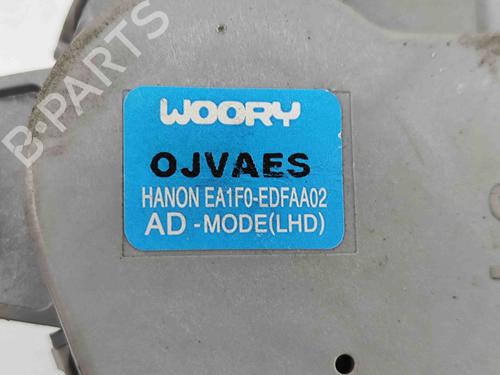 B-PARTS
WOORY
OJVAES
HANON EA1F0-EDFAA02
AD - MODE(LHD)